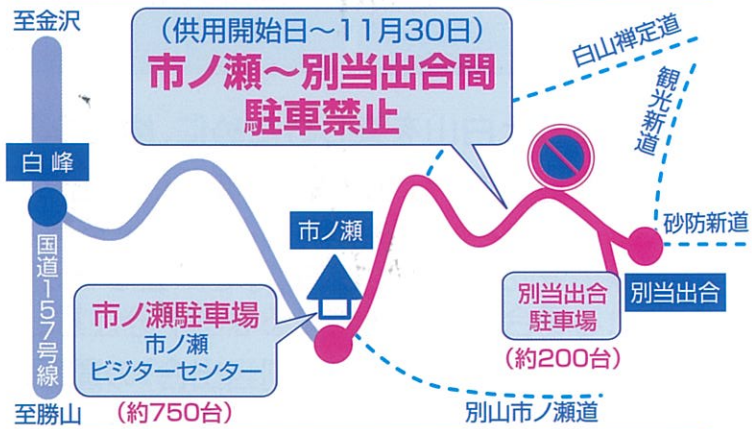 至金沢
(供用開始日～11月30日)
市ノ瀬～別当出合間
駐車禁止
白山禅定道
観光新道
白峰
国道157号線
至勝山
市ノ瀬
市ノ瀬駐車場
市ノ瀬
ビジターセンター
(約750台)
砂防新道
別当出合
別当出合
駐車場
(約200台)
別山市ノ瀬道